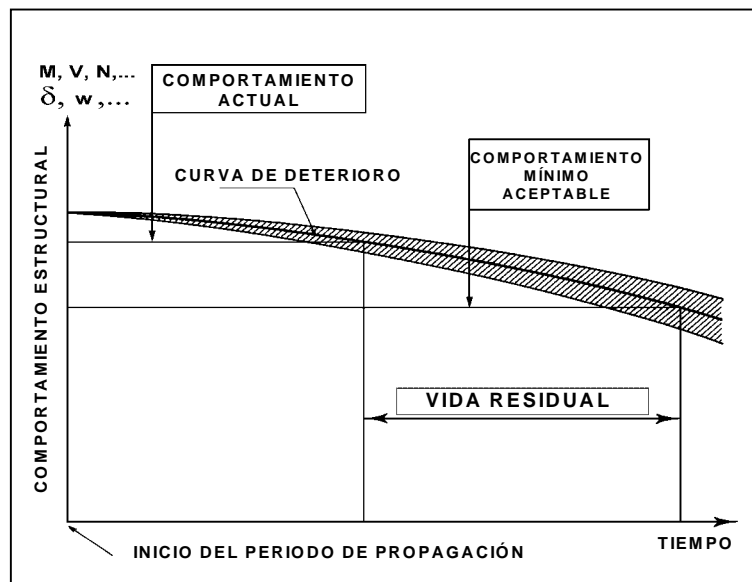 M, V, N,...
δ, w ,...
COMPORTAMIENTO
ACTUAL
COMPORTAMIENTO
MÍNIMO
ACEPTABLE
CURVA DE DETERIORO
COMPORTAMIENTO ESTRUCTURAL
VIDA RESIDUAL
TIEMPO
INICIO DEL PERIODO DE PROPAGACIÓN